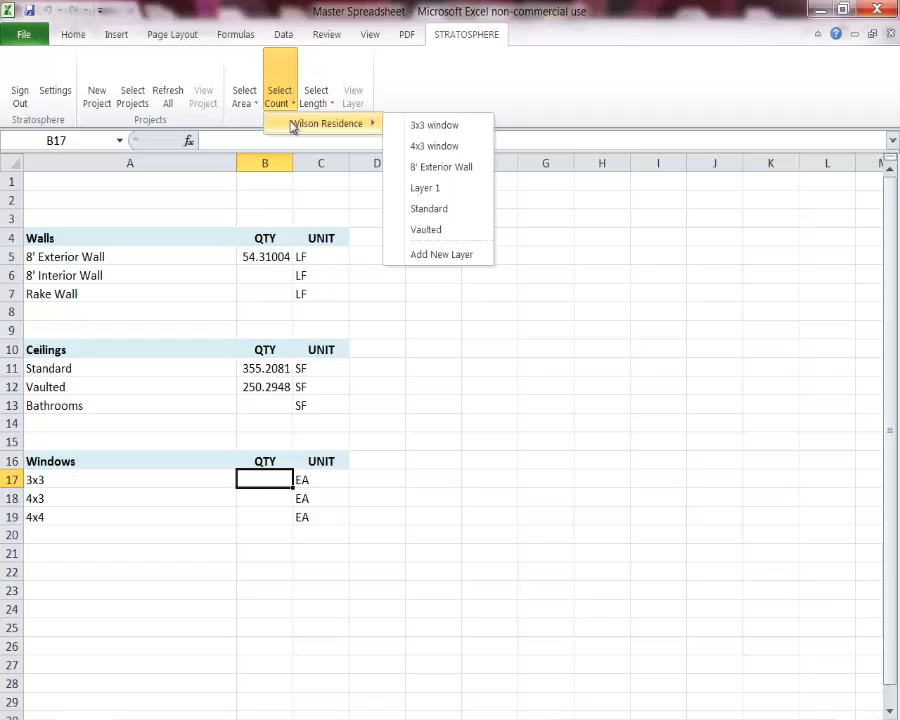 Master Spreadsheet - Microsoft Excel non-commercial use
File Home Insert Page Layout Formulas Data Review View PDF STRATOSPHERE
Sign Out Settings New Project Select Projects Refresh All View Project Select Area Select Count Select Length View Layer
Stratosphere Projects
Wilson Residence
3x3 window
4x3 window
8' Exterior Wall
Layer 1
Standard
Vaulted
Add New Layer
B17 fx
A B C D G H I J K L M
1
2
3
4 Walls QTY UNIT
5 8' Exterior Wall 54.31004 LF
6 8' Interior Wall LF
7 Rake Wall LF
8
9
10 Ceilings QTY UNIT
11 Standard 355.2081 SF
12 Vaulted 250.2948 SF
13 Bathrooms SF
14
15
16 Windows QTY UNIT
17 3x3 EA
18 4x3 EA
19 4x4 EA
20
21
22
23
24
25
26
27
28
29